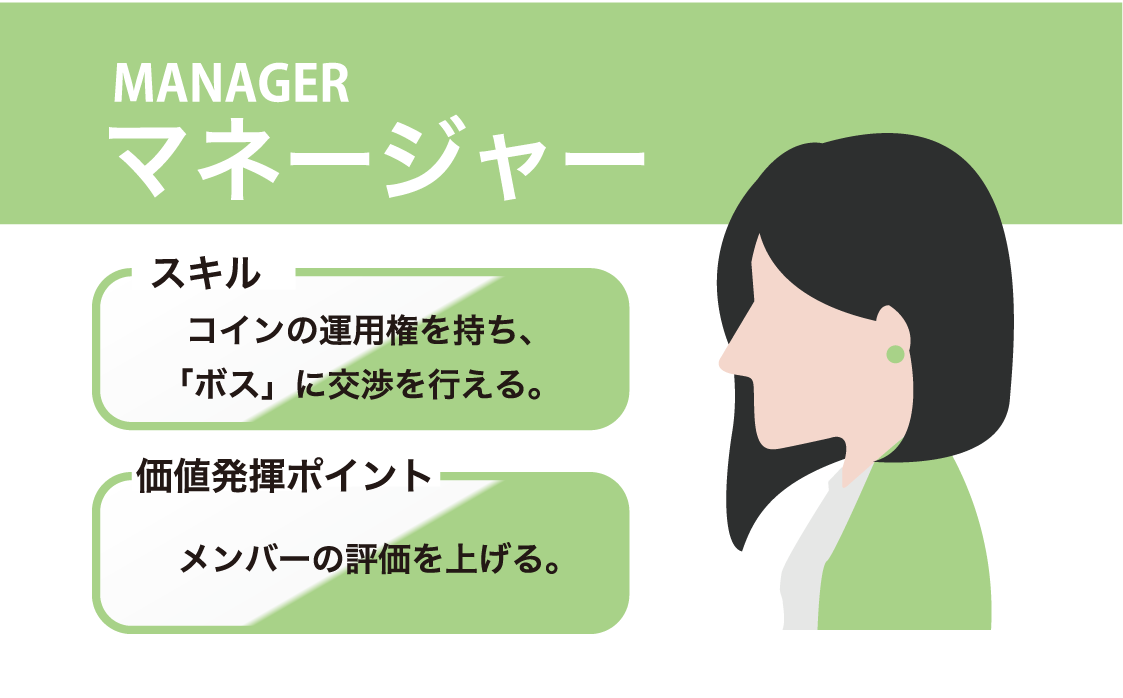 MANAGER
マネージャー
スキル
コインの運用権を持ち、
「ボス」に交渉を行える。
価値発揮ポイント
メンバーの評価を上げる。